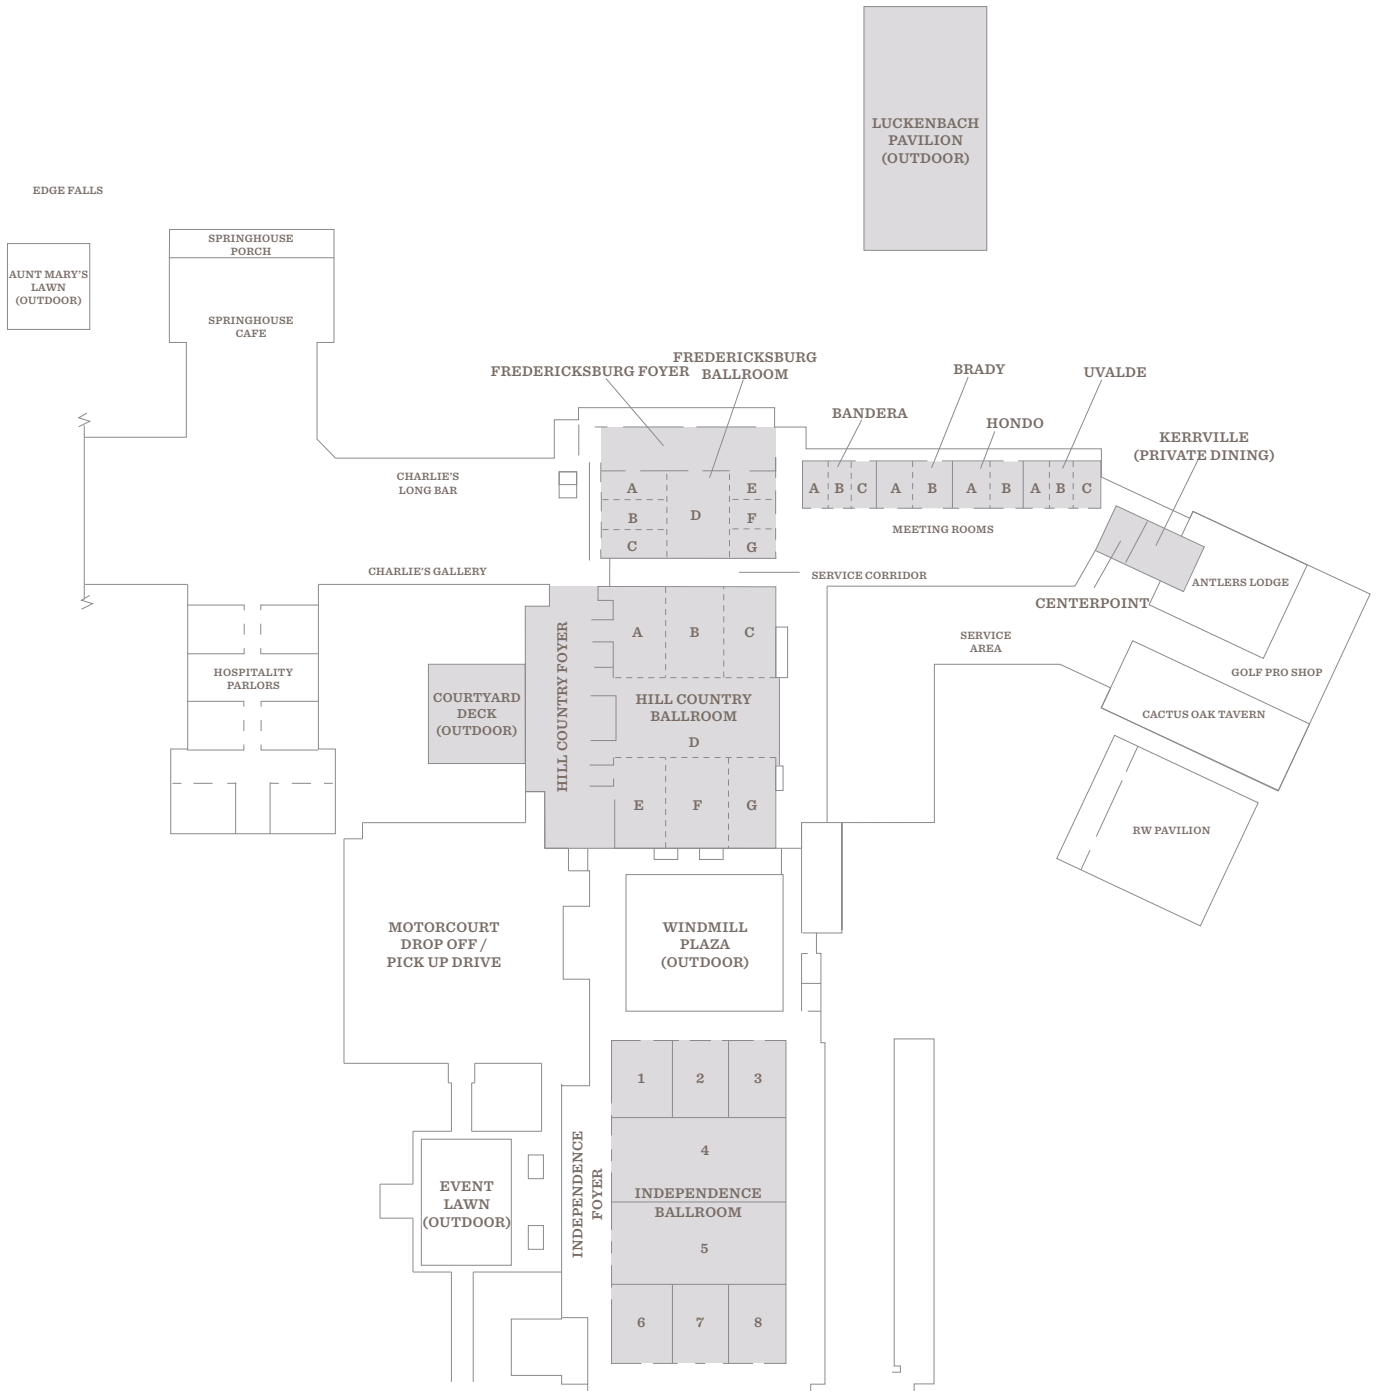 LUCKENBACH
PAVILION
(OUTDOOR)
EDGE FALLS
SPRINGHOUSE
PORCH
AUNT MARY'S
LAWN
(OUTDOOR)
SPRINGHOUSE
CAFE
FREDERICKSBURG FOYER
FREDERICKSBURG
BALLROOM
BRADY
UVALDE
BANDERA
HONDO
KERRVILLE
(PRIVATE DINING)
CHARLIE'S
LONG BAR
A
B
C
D
E
F
G
A B C A B A B A B C
MEETING ROOMS
CHARLIE'S GALLERY
SERVICE CORRIDOR
ANTLERS LODGE
CENTERPOINT
HILL COUNTRY FOYER
A B C
SERVICE
AREA
HOSPITALITY
PARLORS
GOLF PRO SHOP
COURTYARD
DECK
(OUTDOOR)
HILL COUNTRY
BALLROOM
D
CACTUS OAK TAVERN
E F G
RW PAVILION
MOTORCOURT
DROP OFF /
PICK UP DRIVE
WINDMILL
PLAZA
(OUTDOOR)
1 2 3
4
INDEPENDENCE
FOYER
EVENT
LAWN
(OUTDOOR)
INDEPENDENCE
BALLROOM
5
6 7 8